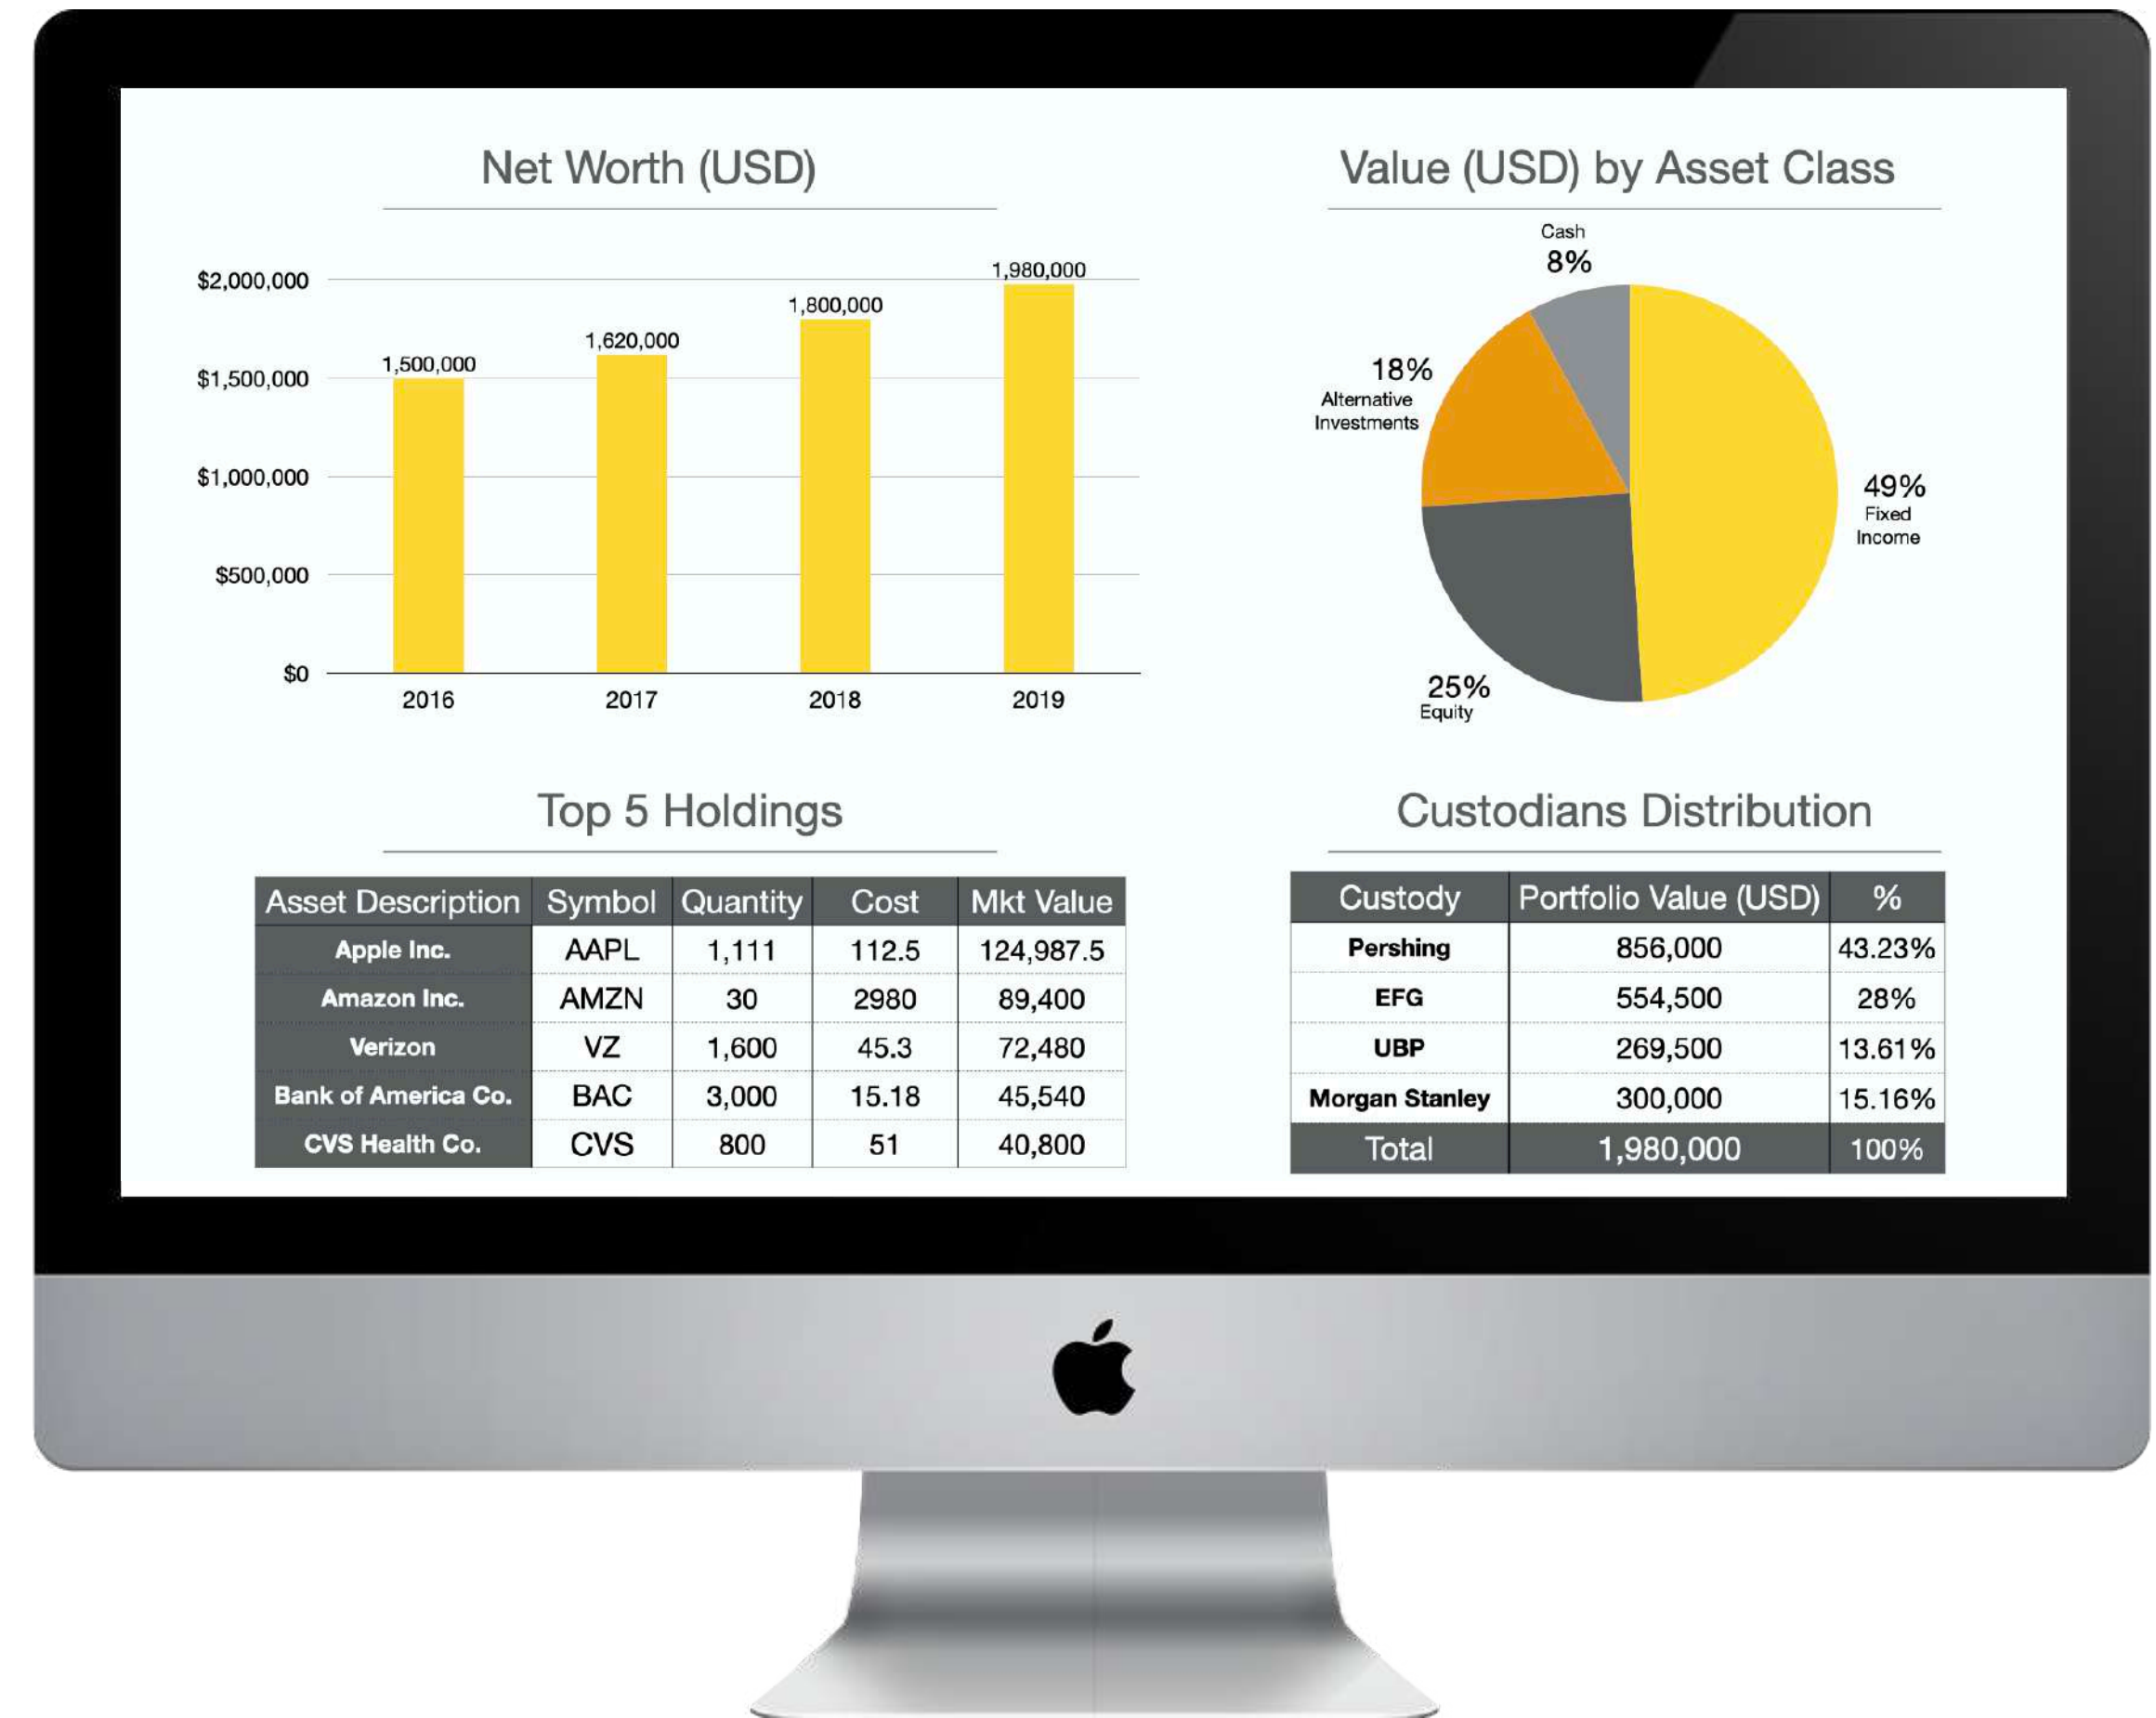 Net Worth (USD)
$2,000,000
$1,500,000
$1,000,000
$500,000
$0
1,500,000
1,620,000
1,800,000
1,980,000
2016 2017 2018 2019
Value (USD) by Asset Class
Cash
8%
18%
Alternative
Investments
49%
Fixed
Income
25%
Equity
Top 5 Holdings
Asset Description Symbol Quantity Cost Mkt Value
Apple Inc. AAPL 1,111 112.5 124,987.5
Amazon Inc. AMZN 30 2980 89,400
Verizon VZ 1,600 45.3 72,480
Bank of America Co. BAC 3,000 15.18 45,540
CVS Health Co. CVS 800 51 40,800
Custodians Distribution
Custody Portfolio Value (USD) %
Pershing 856,000 43.23%
EFG 554,500 28%
UBP 269,500 13.61%
Morgan Stanley 300,000 15.16%
Total 1,980,000 100%